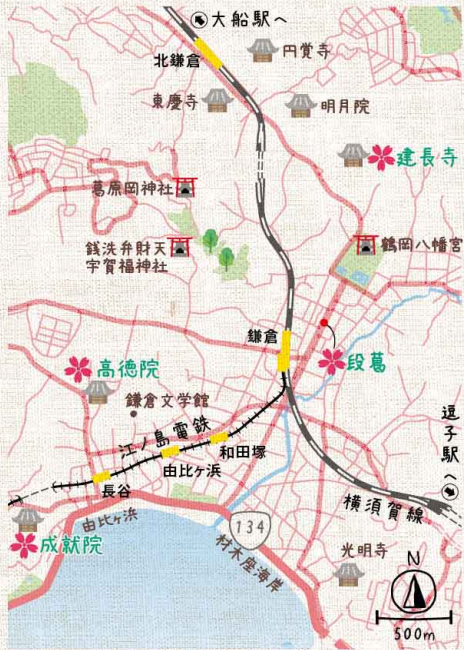 大船駅へ
北鎌倉
円覚寺
東慶寺
明月院
建長寺
葛原岡神社
銭洗弁財天
宇賀福神社
鶴岡八幡宮
鎌倉
段葛
高徳院
鎌倉文学館
江ノ島電鉄
和田塚
由比ヶ浜
長谷
逗子駅へ
横須賀線
由比ヶ浜
134
材木座海岸
成就院
光明寺
N
500m